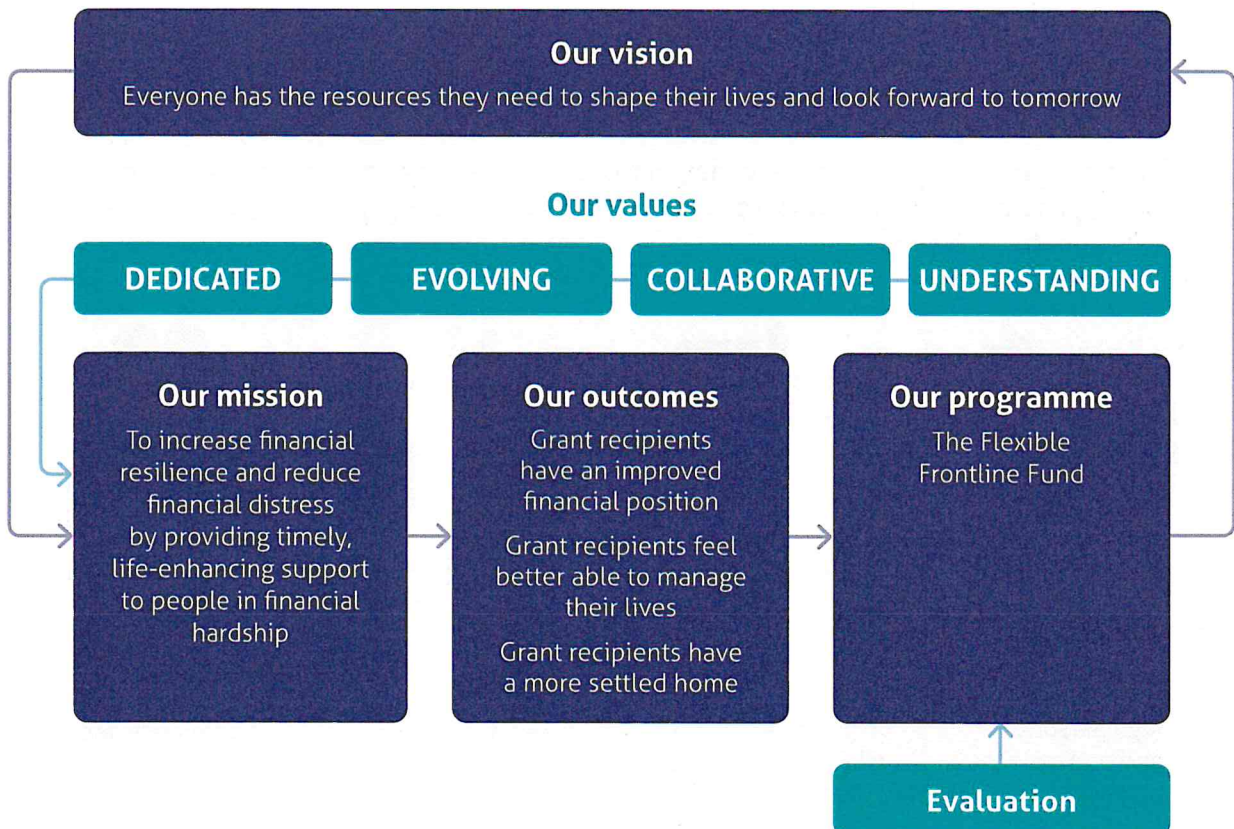 Our vision
Everyone has the resources they need to shape their lives and look forward to tomorrow
Our values
DEDICATED
EVOLVING
COLLABORATIVE
UNDERSTANDING
Our mission
To increase financial
resilience and reduce
financial distress
by providing timely,
life-enhancing support
to people in financial
hardship
Our outcomes
Grant recipients
have an improved
financial position
Grant recipients feel
better able to manage
their lives
Grant recipients have
a more settled home
Our programme
The Flexible
Frontline Fund
Evaluation